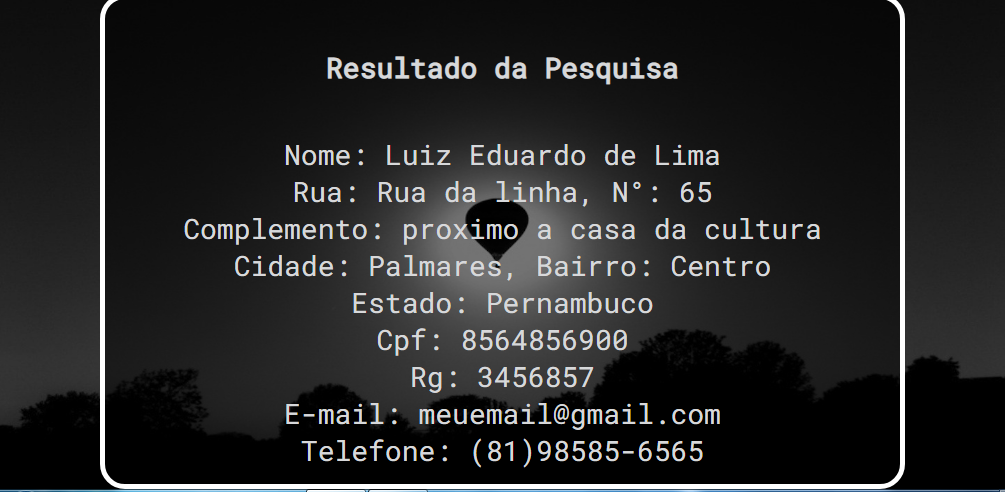 Resultado da Pesquisa
Nome: Luiz Eduardo de Lima
Rua: Rua da linha, N°: 65
Complemento: proximo a casa da cultura
Cidade: Palmares, Bairro: Centro
Estado: Pernambuco
Cpf: 8564856900
Rg: 3456857
E-mail: meuemail@gmail.com
Telefone: (81)98585-6565